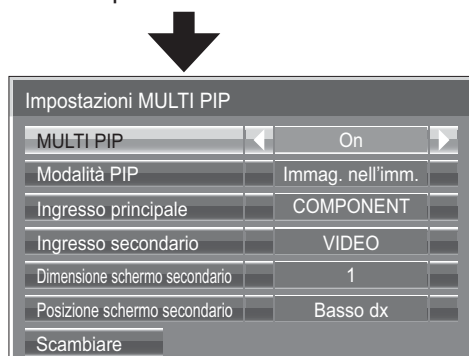 Impostazioni MULTI PIP
MULTI PIP On
Modalità PIP Immag. nell'imm.
Ingresso principale COMPONENT
Ingresso secondario VIDEO
Dimensione schermo secondario 1
Posizione schermo secondario Basso dx
Scambiare